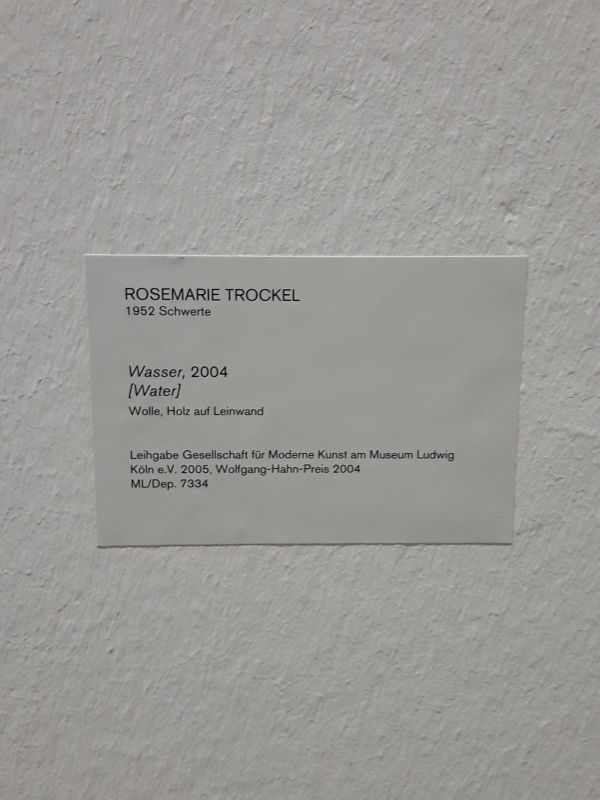 ROSEMARIE TROCKEL
1952 Schwerte
Wasser, 2004
[Water]
Wolle, Holz auf Leinwand
Leihgabe Gesellschaft für Moderne Kunst am Museum Ludwig
Köln e.V. 2005, Wolfgang-Hahn-Preis 2004
ML/Dep. 7334